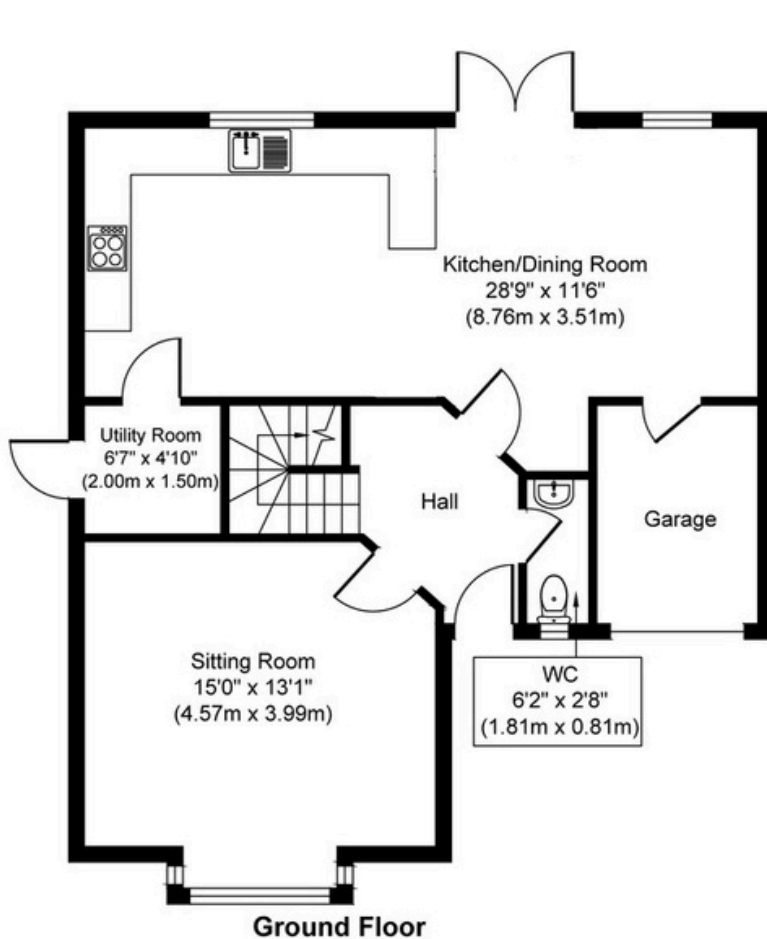 Kitchen/Dining Room
28'9" x 11'6"
(8.76m x 3.51m)
Utility Room
6'7" x 4'10"
(2.00m x 1.50m)
Hall
Garage
Sitting Room
15'0" x 13'1"
(4.57m x 3.99m)
WC
6'2" x 2'8"
(1.81m x 0.81m)
Ground Floor